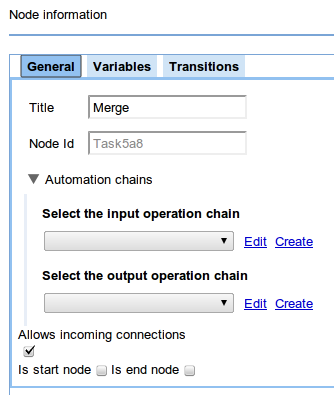 Node information
General Variables Transitions
Title Merge
Node Id Task5a8
Automation chains
Select the input operation chain
Edit Create
Select the output operation chain
Edit Create
Allows incoming connections
Is start node Is end node